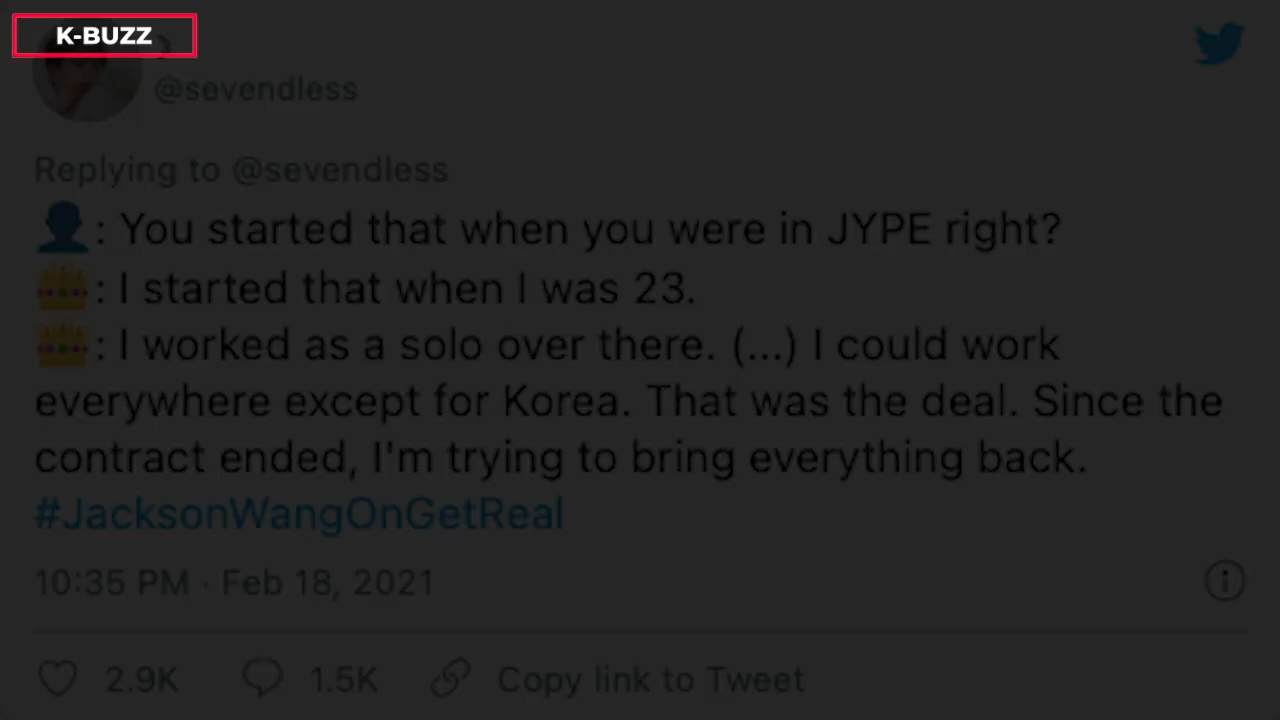 K-BUZZ
@sevendless
Replying to @sevendless
: You started that when you were in JYPE right?
: I started that when I was 23.
: I worked as a solo over there. (...) I could work
everywhere except for Korea. That was the deal. Since the
contract ended, I'm trying to bring everything back.
#JacksonWangOnGetReal
10:35 PM · Feb 18, 2021
2.9K 1.5K Copy link to Tweet